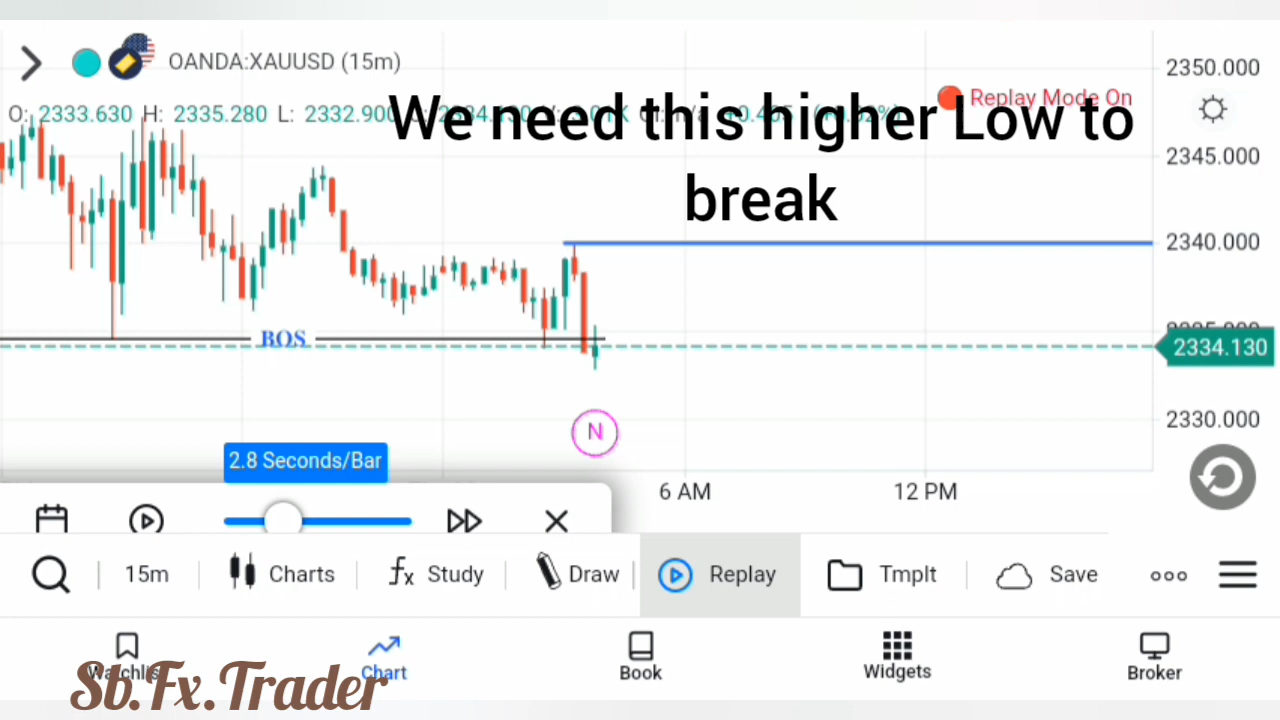 OANDA:XAUUSD (15m)
2350.000
Replay Mode On
O: 2333.630 H: 2335.280 L: 2332.900
We need this higher Low to
break
2345.000
2340.000
BOS
2334.130
2330.000
N
2.8 Seconds/Bar
6 AM 12 PM
15m Charts fx Study Draw Replay Tmplt Save
Watchlist Chart Book Widgets Broker
Sb.Fx.Trader